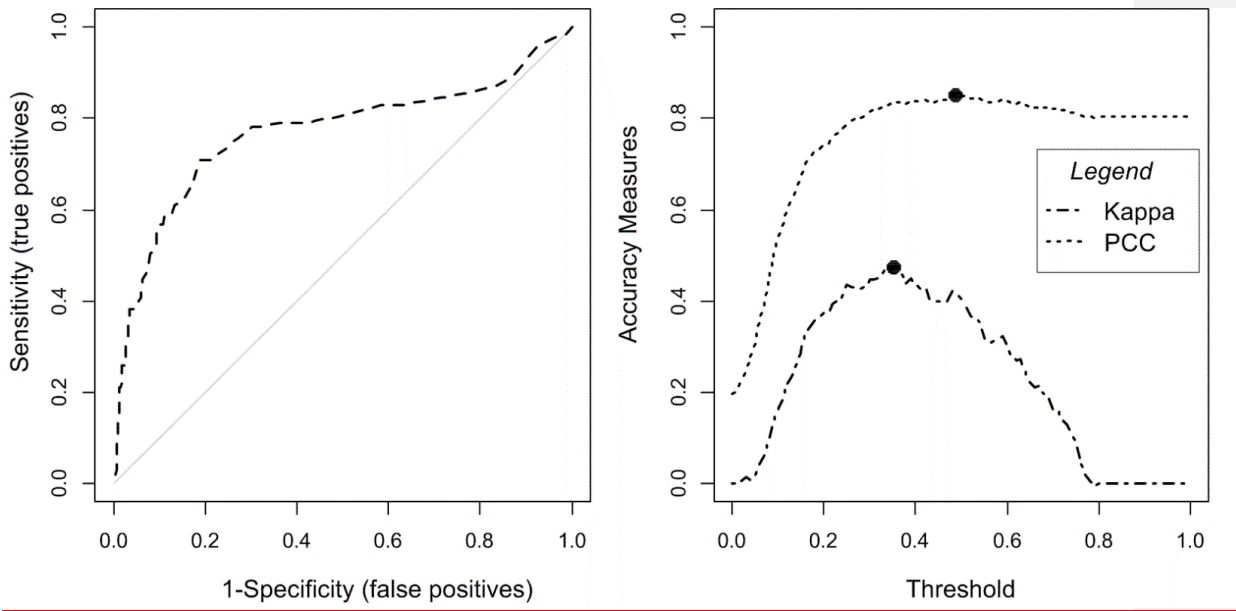 1.0
0.8
0.6
0.4
0.2
0.0
Sensitivity (true positives)
0.0 0.2 0.4 0.6 0.8 1.0
1-Specificity (false positives)
1.0
0.8
0.6
0.4
0.2
0.0
Accuracy Measures
Legend
Kappa
PCC
0.0 0.2 0.4 0.6 0.8 1.0
Threshold